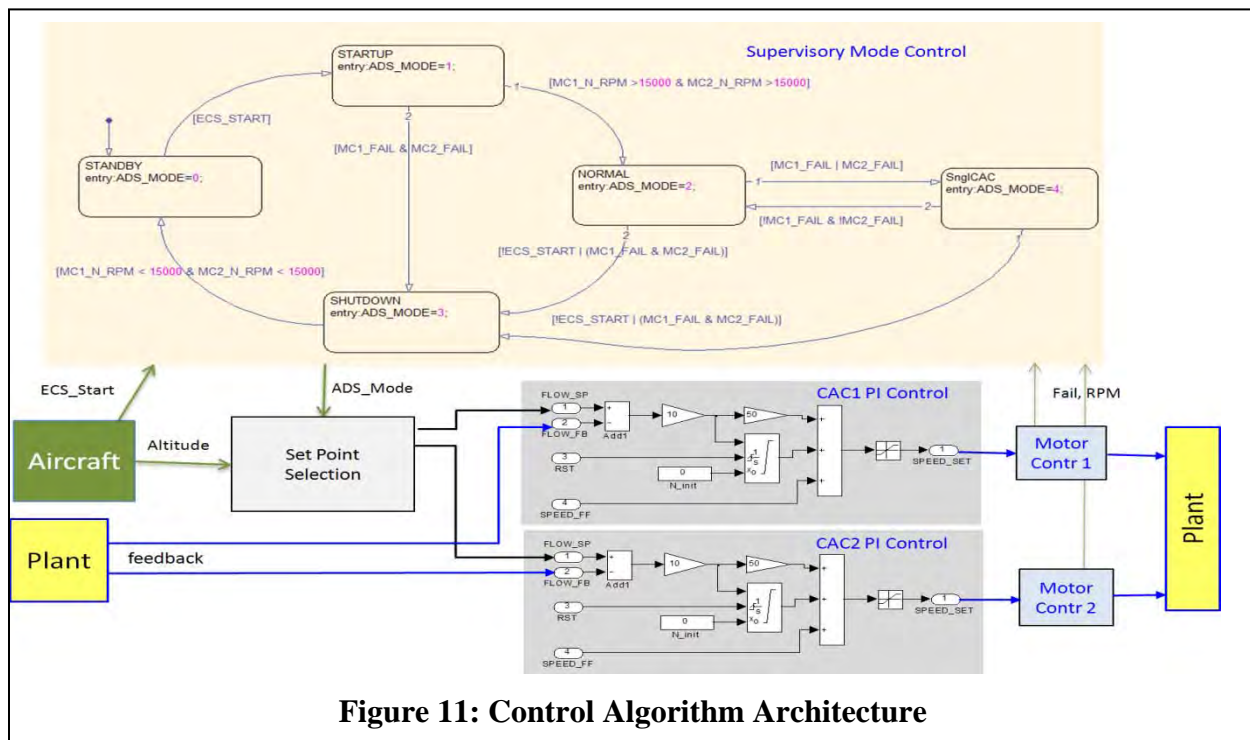 Supervisory Mode Control
STARTUP
entry:ADS_MODE=1;
1
[MC1_N_RPM >15000 & MC2_N_RPM >15000]
2
[ECS_START]
[MC1_FAIL & MC2_FAIL]
STANDBY
entry:ADS_MODE=0;
NORMAL
entry:ADS_MODE=2;
[MC1_FAIL | MC2_FAIL]
1
SnglCAC
entry:ADS_MODE=4;
2
[!MC1_FAIL & !MC2_FAIL]
2
1
[!ECS_START | (MC1_FAIL & MC2_FAIL)]
[MC1_N_RPM < 15000 & MC2_N_RPM < 15000]
SHUTDOWN
entry:ADS_MODE=3;
[!ECS_START | (MC1_FAIL & MC2_FAIL)]
ECS_Start
ADS_Mode
Fail, RPM
Aircraft
Altitude
Set Point
Selection
CAC1 PI Control
FLOW_SP
1
2
FLOW_FB
+
−
Add1
10
50
3
RST
0
N_init
1
s
xo
4
SPEED_FF
+
+
+
1
SPEED_SET
Motor
Contr 1
Plant
Plant
feedback
CAC2 PI Control
FLOW_SP
1
2
FLOW_FB
+
−
Add1
10
50
3
RST
0
N_init
1
s
xo
4
SPEED_FF
+
+
+
1
SPEED_SET
Motor
Contr 2
Figure 11: Control Algorithm Architecture